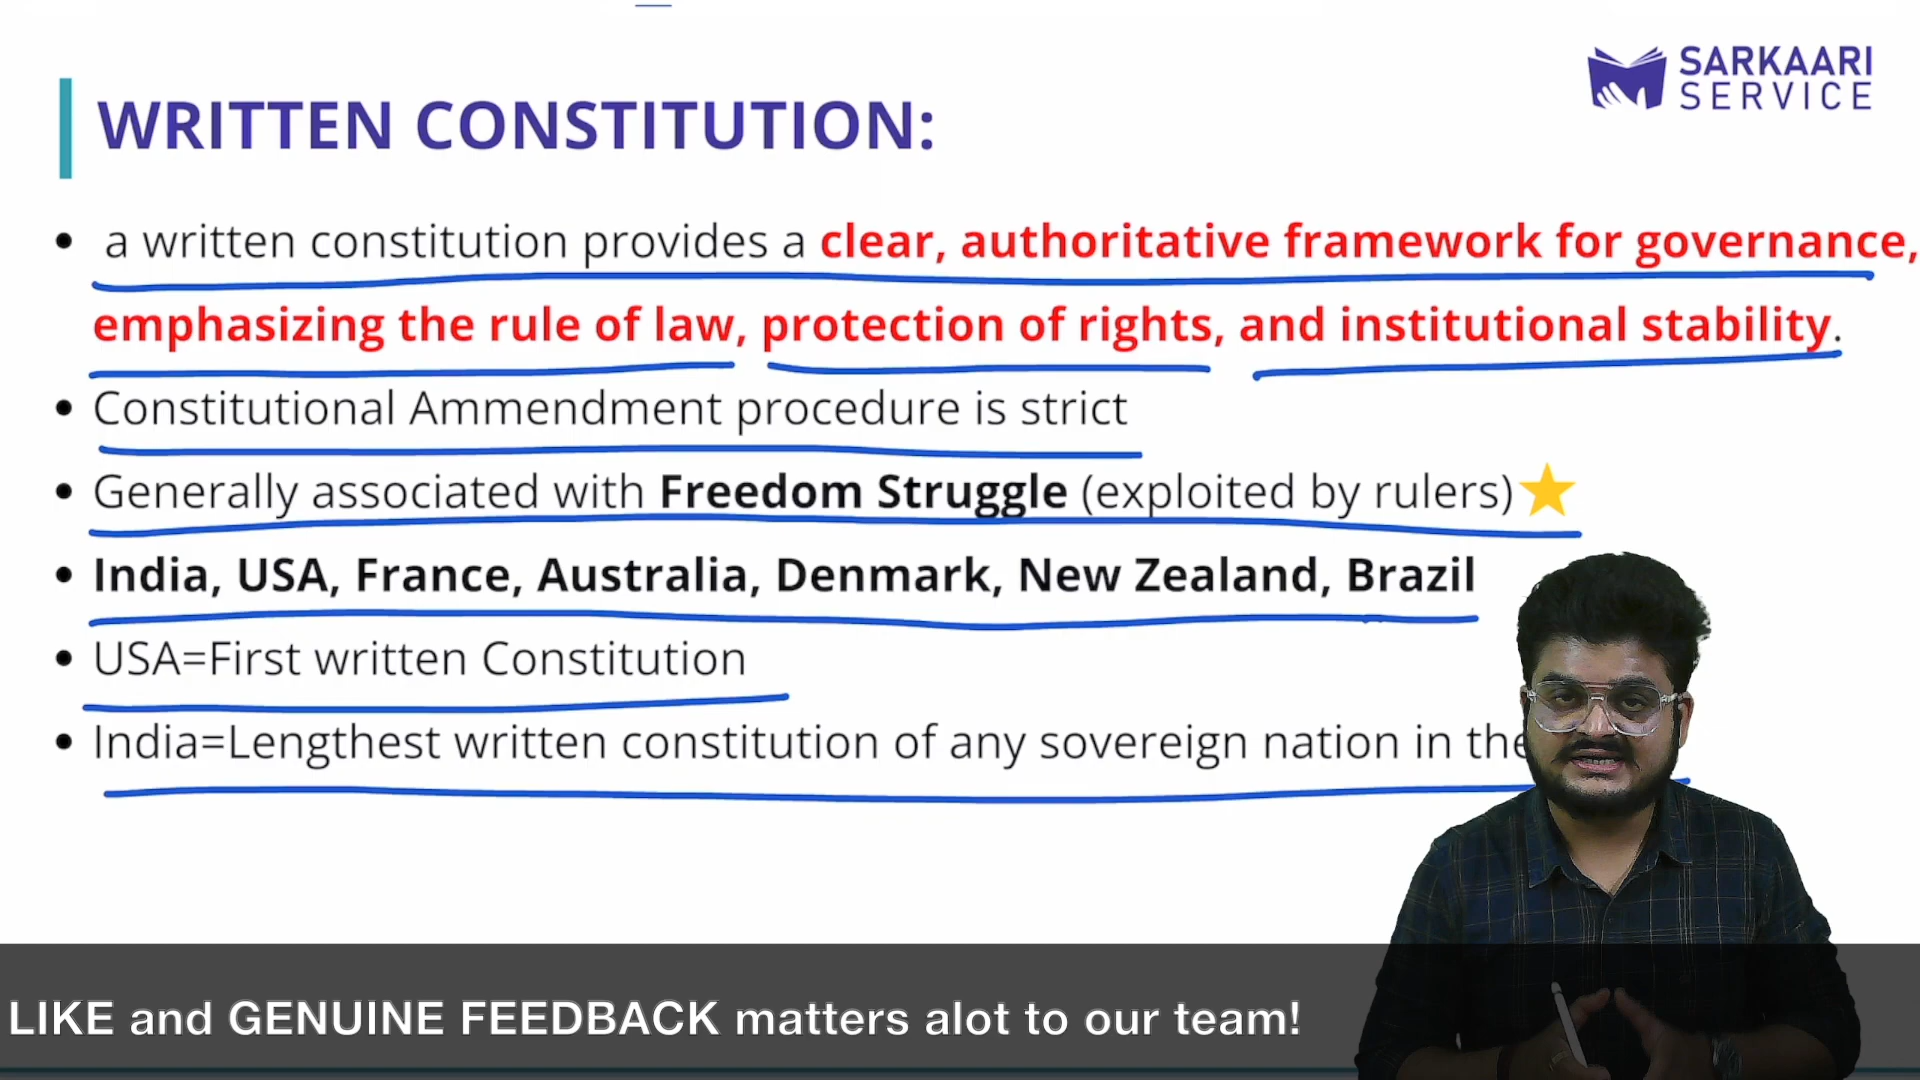 SARKAARI
SERVICE
WRITTEN CONSTITUTION:
• a written constitution provides a clear, authoritative framework for governance,
emphasizing the rule of law, protection of rights, and institutional stability.
• Constitutional Ammendment procedure is strict
• Generally associated with Freedom Struggle (exploited by rulers)
• India, USA, France, Australia, Denmark, New Zealand, Brazil
• USA=First written Constitution
• India=Lengthest written constitution of any sovereign nation in the
LIKE and GENUINE FEEDBACK matters alot to our team!